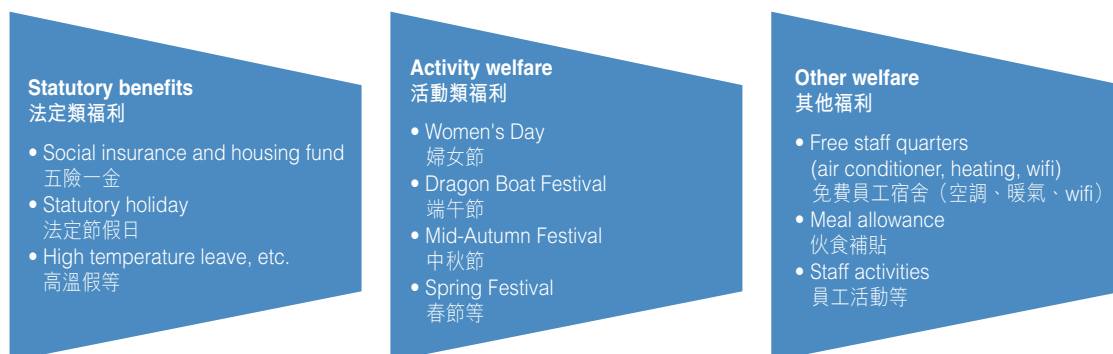 Statutory benefits
法定類福利
• Social insurance and housing fund
五險一金
• Statutory holiday
法定節假日
• High temperature leave, etc.
高溫假等
Activity welfare
活動類福利
• Women's Day
婦女節
• Dragon Boat Festival
端午節
• Mid-Autumn Festival
中秋節
• Spring Festival
春節等
Other welfare
其他福利
• Free staff quarters
(air conditioner, heating, wifi)
免費員工宿舍（空調、暖氣、wifi）
• Meal allowance
伙食補貼
• Staff activities
員工活動等